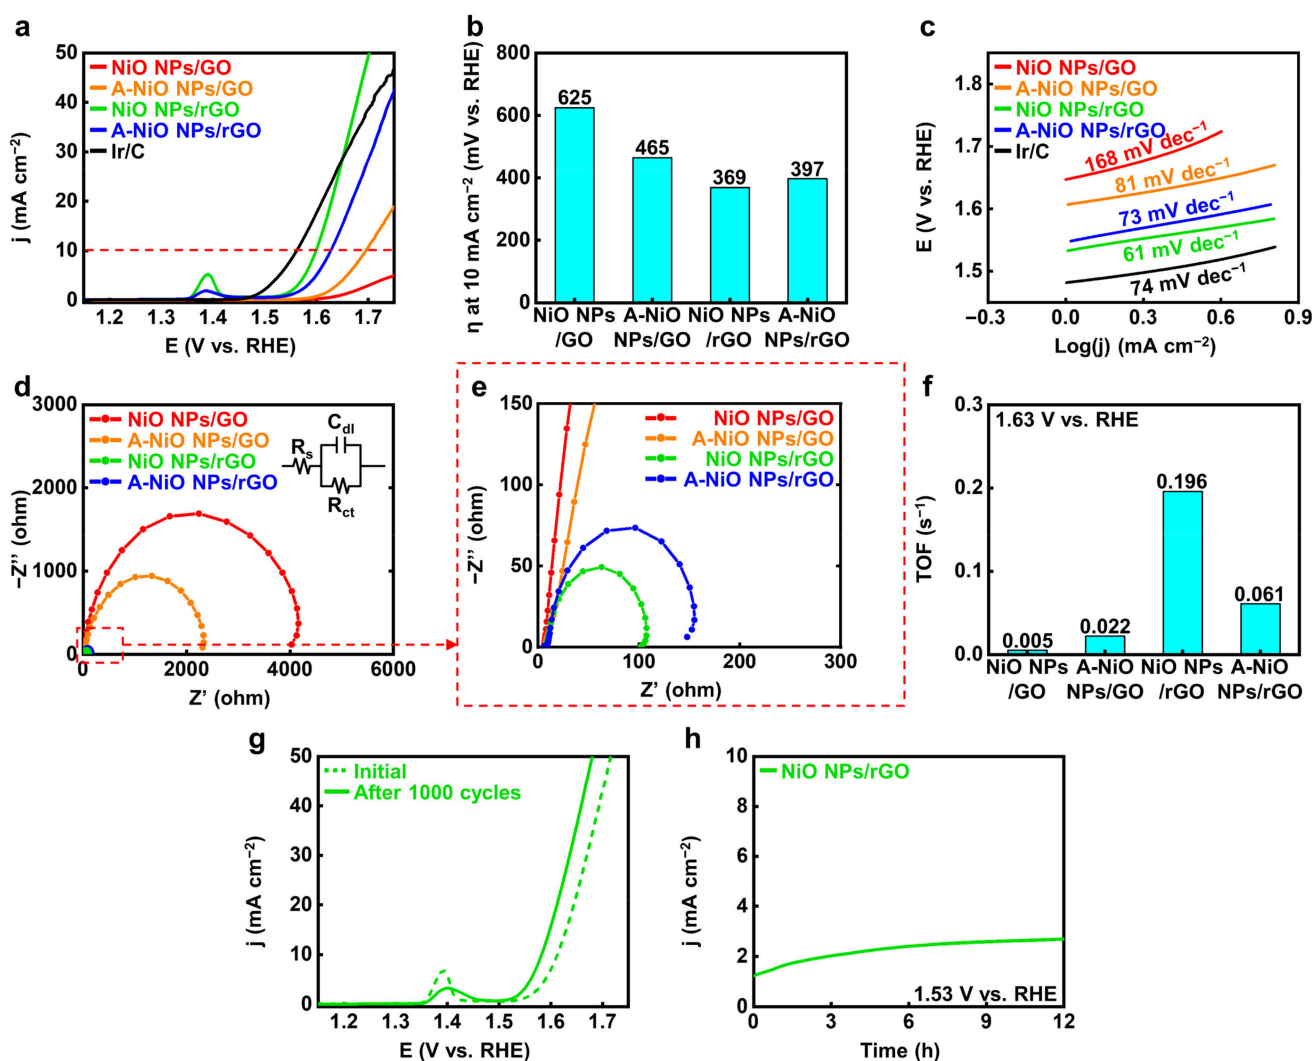 a
50
40
30
20
10
0
j (mA cm⁻²)
NiO NPs/GO
A-NiO NPs/GO
NiO NPs/rGO
A-NiO NPs/rGO
Ir/C
1.2 1.3 1.4 1.5 1.6 1.7
E (V vs. RHE)
b
800
600
400
200
0
η at 10 mA cm⁻² (mV vs. RHE)
625
465
369
397
NiO NPs A-NiO NiO NPs A-NiO
/GO NPs/GO /rGO NPs/rGO
c
1.8
1.7
1.6
1.5
E (V vs. RHE)
NiO NPs/GO
A-NiO NPs/GO
NiO NPs/rGO
A-NiO NPs/rGO
Ir/C
168 mV dec⁻¹
81 mV dec⁻¹
73 mV dec⁻¹
61 mV dec⁻¹
74 mV dec⁻¹
−0.3 0.0 0.3 0.6 0.9
Log(j) (mA cm⁻²)
d
3000
2000
1000
0
−Z'' (ohm)
NiO NPs/GO
A-NiO NPs/GO
NiO NPs/rGO
A-NiO NPs/rGO
Cdl
Rs
Rct
0 2000 4000 6000
Z' (ohm)
e
150
100
50
0
−Z'' (ohm)
NiO NPs/GO
A-NiO NPs/GO
NiO NPs/rGO
A-NiO NPs/rGO
0 100 200 300
Z' (ohm)
f
0.3
0.2
0.1
0.0
TOF (s⁻¹)
1.63 V vs. RHE
0.005
0.022
0.196
0.061
NiO NPs A-NiO NiO NPs A-NiO
/GO NPs/GO /rGO NPs/rGO
g
50
40
30
20
10
0
j (mA cm⁻²)
Initial
After 1000 cycles
1.2 1.3 1.4 1.5 1.6 1.7
E (V vs. RHE)
h
10
8
6
4
2
0
j (mA cm⁻²)
NiO NPs/rGO
1.53 V vs. RHE
0 3 6 9 12
Time (h)